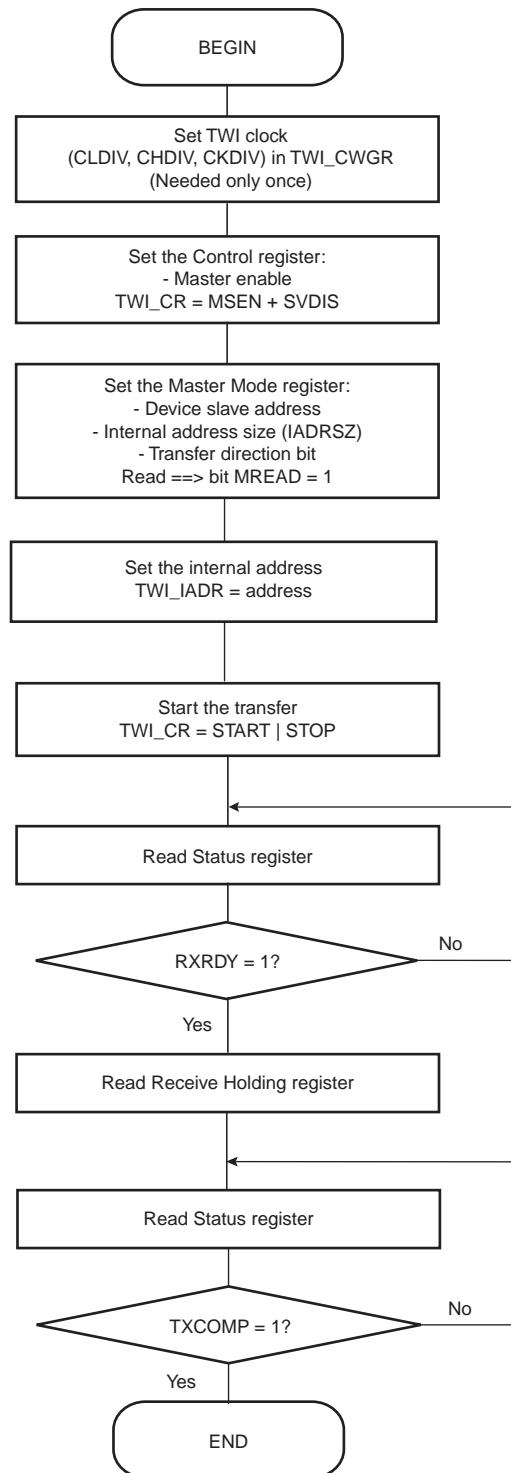 BEGIN
Set TWI clock
(CLDIV, CHDIV, CKDIV) in TWI_CWGR
(Needed only once)
Set the Control register:
- Master enable
TWI_CR = MSEN + SVDIS
Set the Master Mode register:
- Device slave address
- Internal address size (IADRSZ)
- Transfer direction bit
Read ==> bit MREAD = 1
Set the internal address
TWI_IADR = address
Start the transfer
TWI_CR = START | STOP
Read Status register
RXRDY = 1?
No
Yes
Read Receive Holding register
Read Status register
TXCOMP = 1?
No
Yes
END